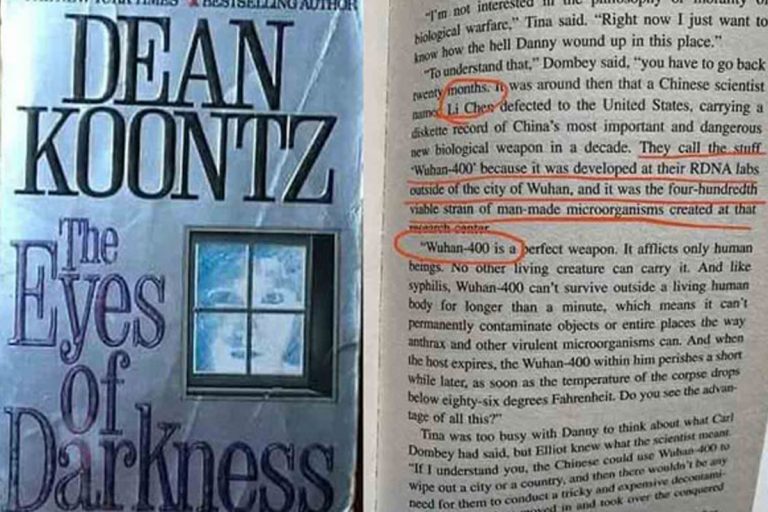 NEW YORK TIMES BESTSELLING AUTHOR
DEAN
KOONTZ
The
Eyes
of
Darkness
"I'm not interested in the philosophy or morality of
biological warfare," Tina said. "Right now I just want to
know how the hell Danny wound up in this place."
"To understand that," Dombey said, "you have to go back
twenty months. It was around then that a Chinese scientist
named Li Chen defected to the United States, carrying a
diskette record of China's most important and dangerous
new biological weapon in a decade. They call the stuff
'Wuhan-400' because it was developed at their RDNA labs
outside of the city of Wuhan, and it was the four-hundredth
viable strain of man-made microorganisms created at that
research center.
"Wuhan-400 is a perfect weapon. It afflicts only human
beings. No other living creature can carry it. And like
syphilis, Wuhan-400 can't survive outside a living human
body for longer than a minute, which means it can't
permanently contaminate objects or entire places the way
anthrax and other virulent microorganisms can. And when
the host expires, the Wuhan-400 within him perishes a short
while later, as soon as the temperature of the corpse drops
below eighty-six degrees Fahrenheit. Do you see the advan-
tage of all this?"
Tina was too busy with Danny to think about what Carl
Dombey had said, but Elliot knew what the scientist meant.
"If I understand you, the Chinese could use Wuhan-400 to
wipe out a city or a country, and then there wouldn't be any
need for them to conduct a tricky and expensive decontami-
moved in and took over the conquered